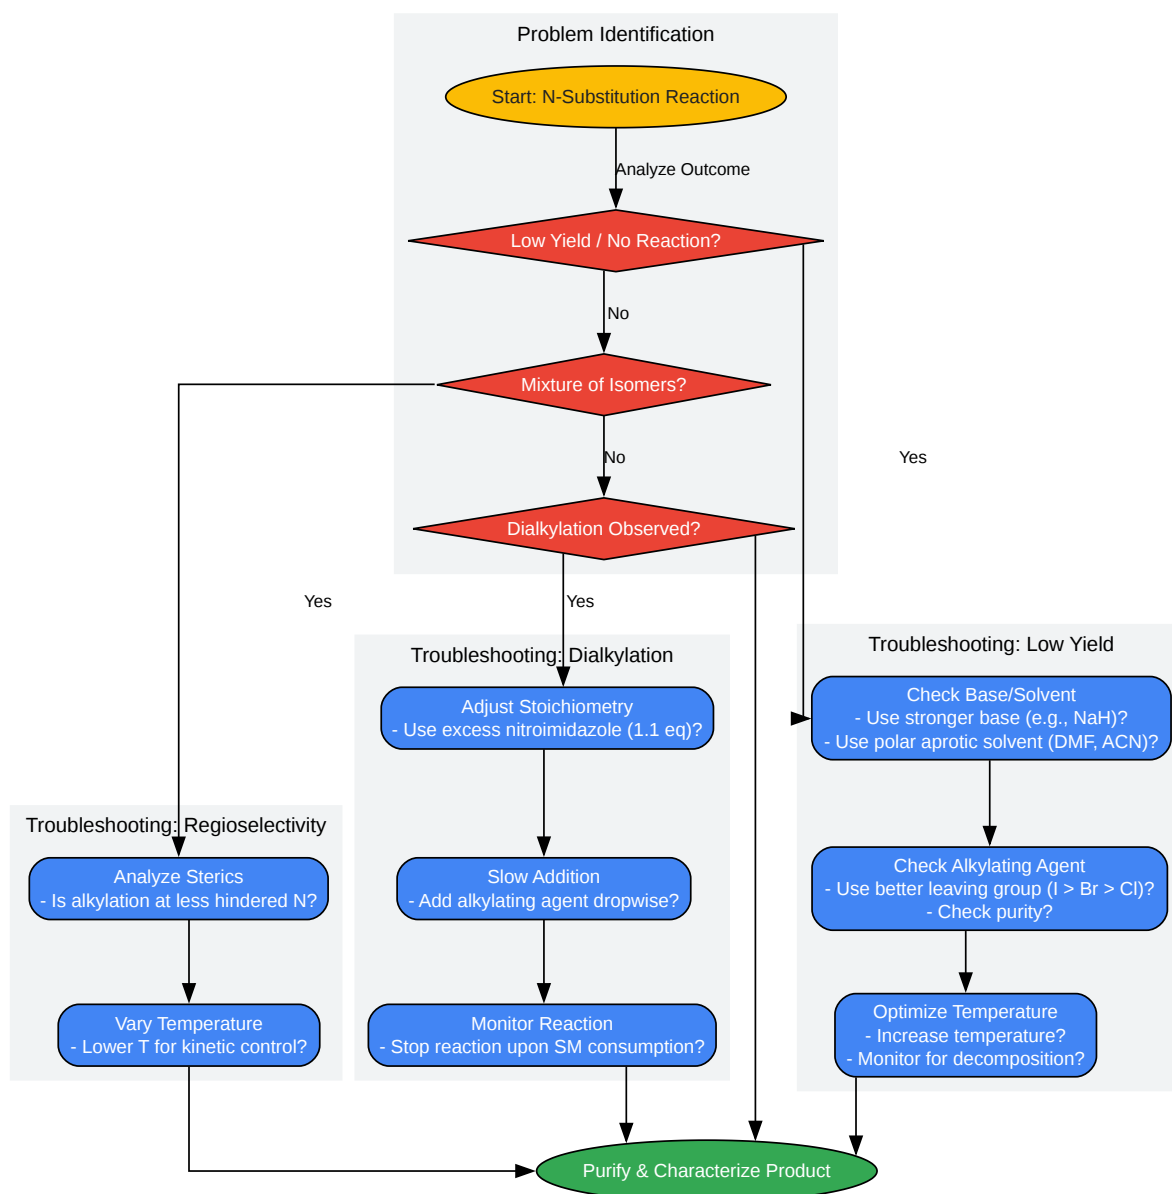 Problem Identification
Start: N-Substitution Reaction
Analyze Outcome
Low Yield / No Reaction?
No
Mixture of Isomers?
No
Yes
Dialkylation Observed?
Yes
Yes
Troubleshooting: Dialkylation
Adjust Stoichiometry
- Use excess nitroimidazole (1.1 eq)?
Slow Addition
- Add alkylating agent dropwise?
Monitor Reaction
- Stop reaction upon SM consumption?
Troubleshooting: Low Yield
Check Base/Solvent
- Use stronger base (e.g., NaH)?
- Use polar aprotic solvent (DMF, ACN)?
Check Alkylating Agent
- Use better leaving group (I > Br > Cl)?
- Check purity?
Optimize Temperature
- Increase temperature?
- Monitor for decomposition?
Troubleshooting: Regioselectivity
Analyze Sterics
- Is alkylation at less hindered N?
Vary Temperature
- Lower T for kinetic control?
Purify & Characterize Product